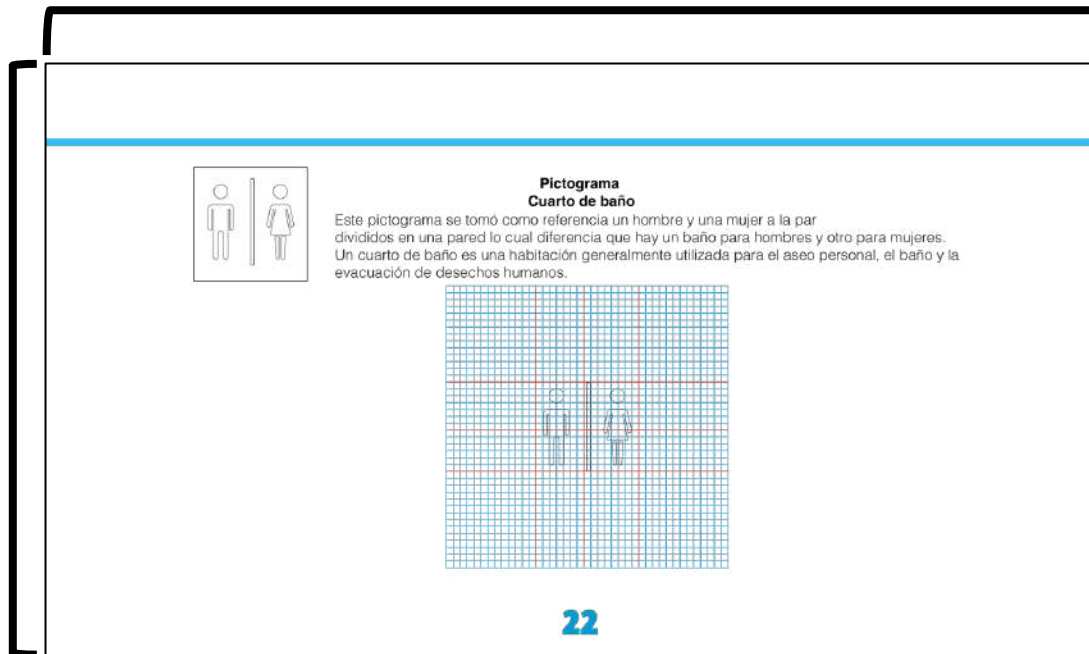 Pictograma
Cuarto de baño
Este pictograma se tomó como referencia un hombre y una mujer a la par
divididos en una pared lo cual diferencia que hay un baño para hombres y otro para mujeres.
Un cuarto de baño es una habitación generalmente utilizada para el aseo personal, el baño y la
evacuación de desechos humanos.
22